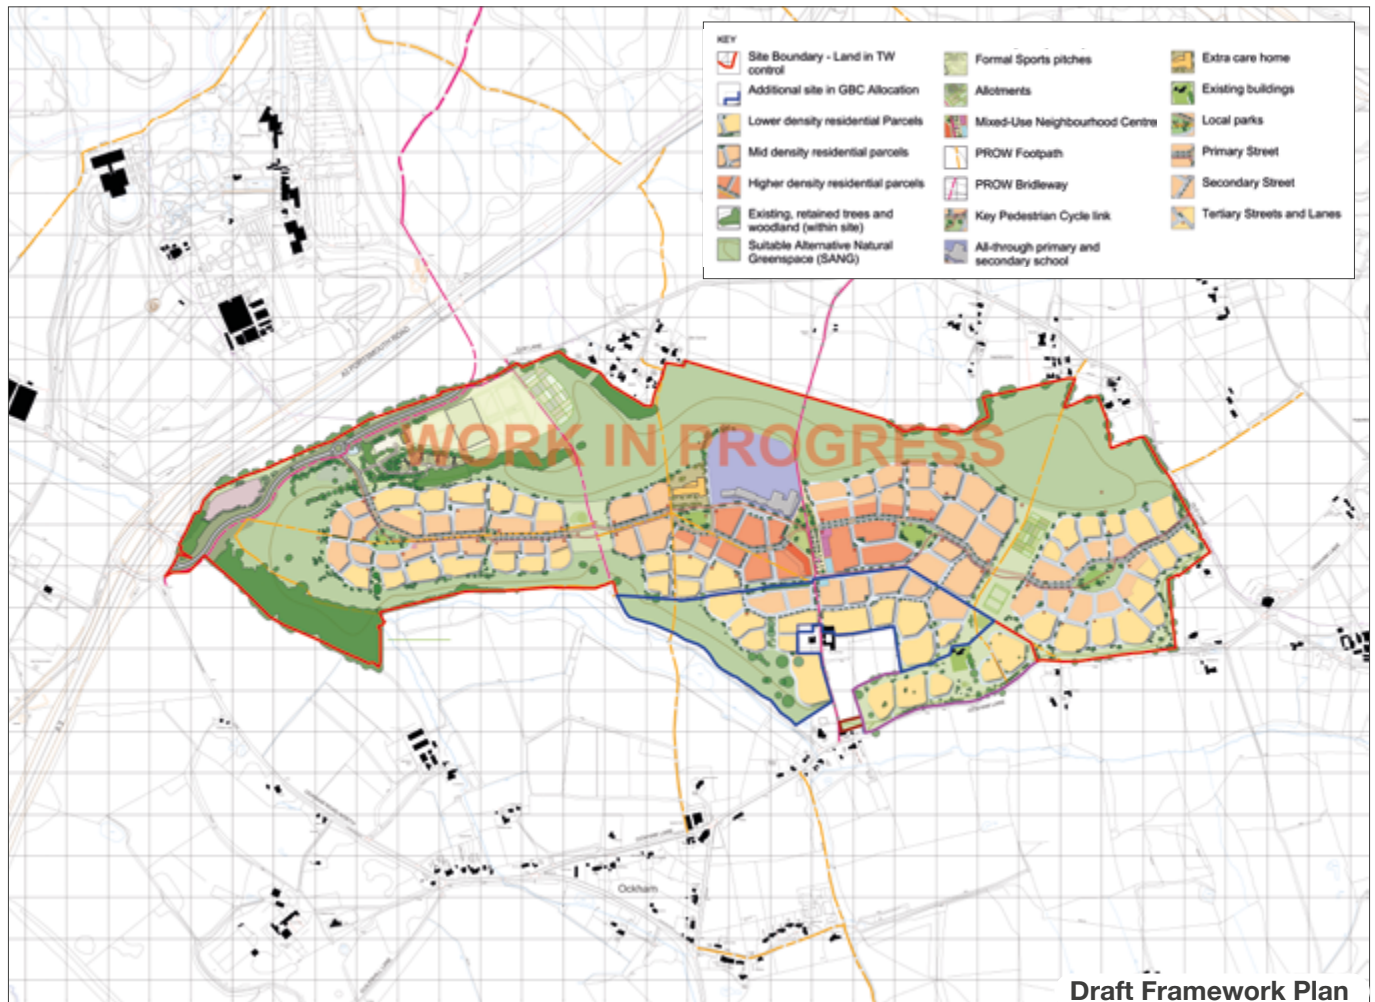 KEY
Site Boundary - Land in TW
control
Additional site in GBC Allocation
Lower density residential Parcels
Mid density residential parcels
Higher density residential parcels
Existing, retained trees and
woodland (within site)
Suitable Alternative Natural
Greenspace (SANG)
Formal Sports pitches
Allotments
Mixed-Use Neighbourhood Centre
PROW Footpath
PROW Bridleway
Key Pedestrian Cycle link
All-through primary and
secondary school
Extra care home
Existing buildings
Local parks
Primary Street
Secondary Street
Tertiary Streets and Lanes
A3 PORTSMOUTH ROAD
WORK IN PROGRESS
Ockham
Draft Framework Plan